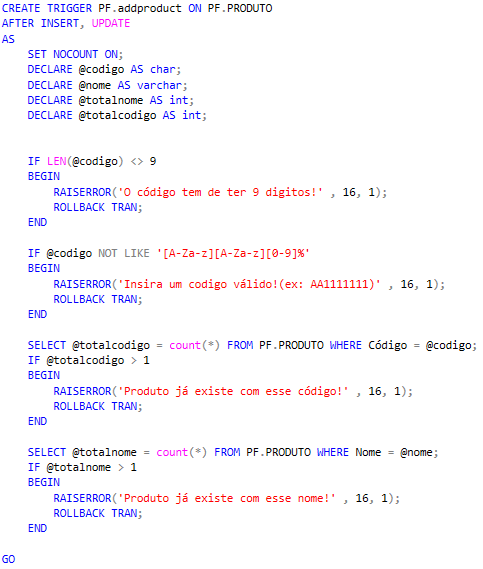 CREATE TRIGGER PF.addproduct ON PF.PRODUTO
AFTER INSERT, UPDATE
AS
    SET NOCOUNT ON;
    DECLARE @codigo AS char;
    DECLARE @nome AS varchar;
    DECLARE @totalnome AS int;
    DECLARE @totalcodigo AS int;

    IF LEN(@codigo) <> 9
    BEGIN
        RAISERROR('O código tem de ter 9 digitos!' , 16, 1);
        ROLLBACK TRAN;
    END

    IF @codigo NOT LIKE '[A-Za-z][A-Za-z][0-9]%'
    BEGIN
        RAISERROR('Insira um codigo válido!(ex: AA1111111)' , 16, 1);
        ROLLBACK TRAN;
    END

    SELECT @totalcodigo = count(*) FROM PF.PRODUTO WHERE Código = @codigo;
    IF @totalcodigo > 1
    BEGIN
        RAISERROR('Produto já existe com esse código!' , 16, 1);
        ROLLBACK TRAN;
    END

    SELECT @totalnome = count(*) FROM PF.PRODUTO WHERE Nome = @nome;
    IF @totalnome > 1
    BEGIN
        RAISERROR('Produto já existe com esse nome!' , 16, 1);
        ROLLBACK TRAN;
    END

GO